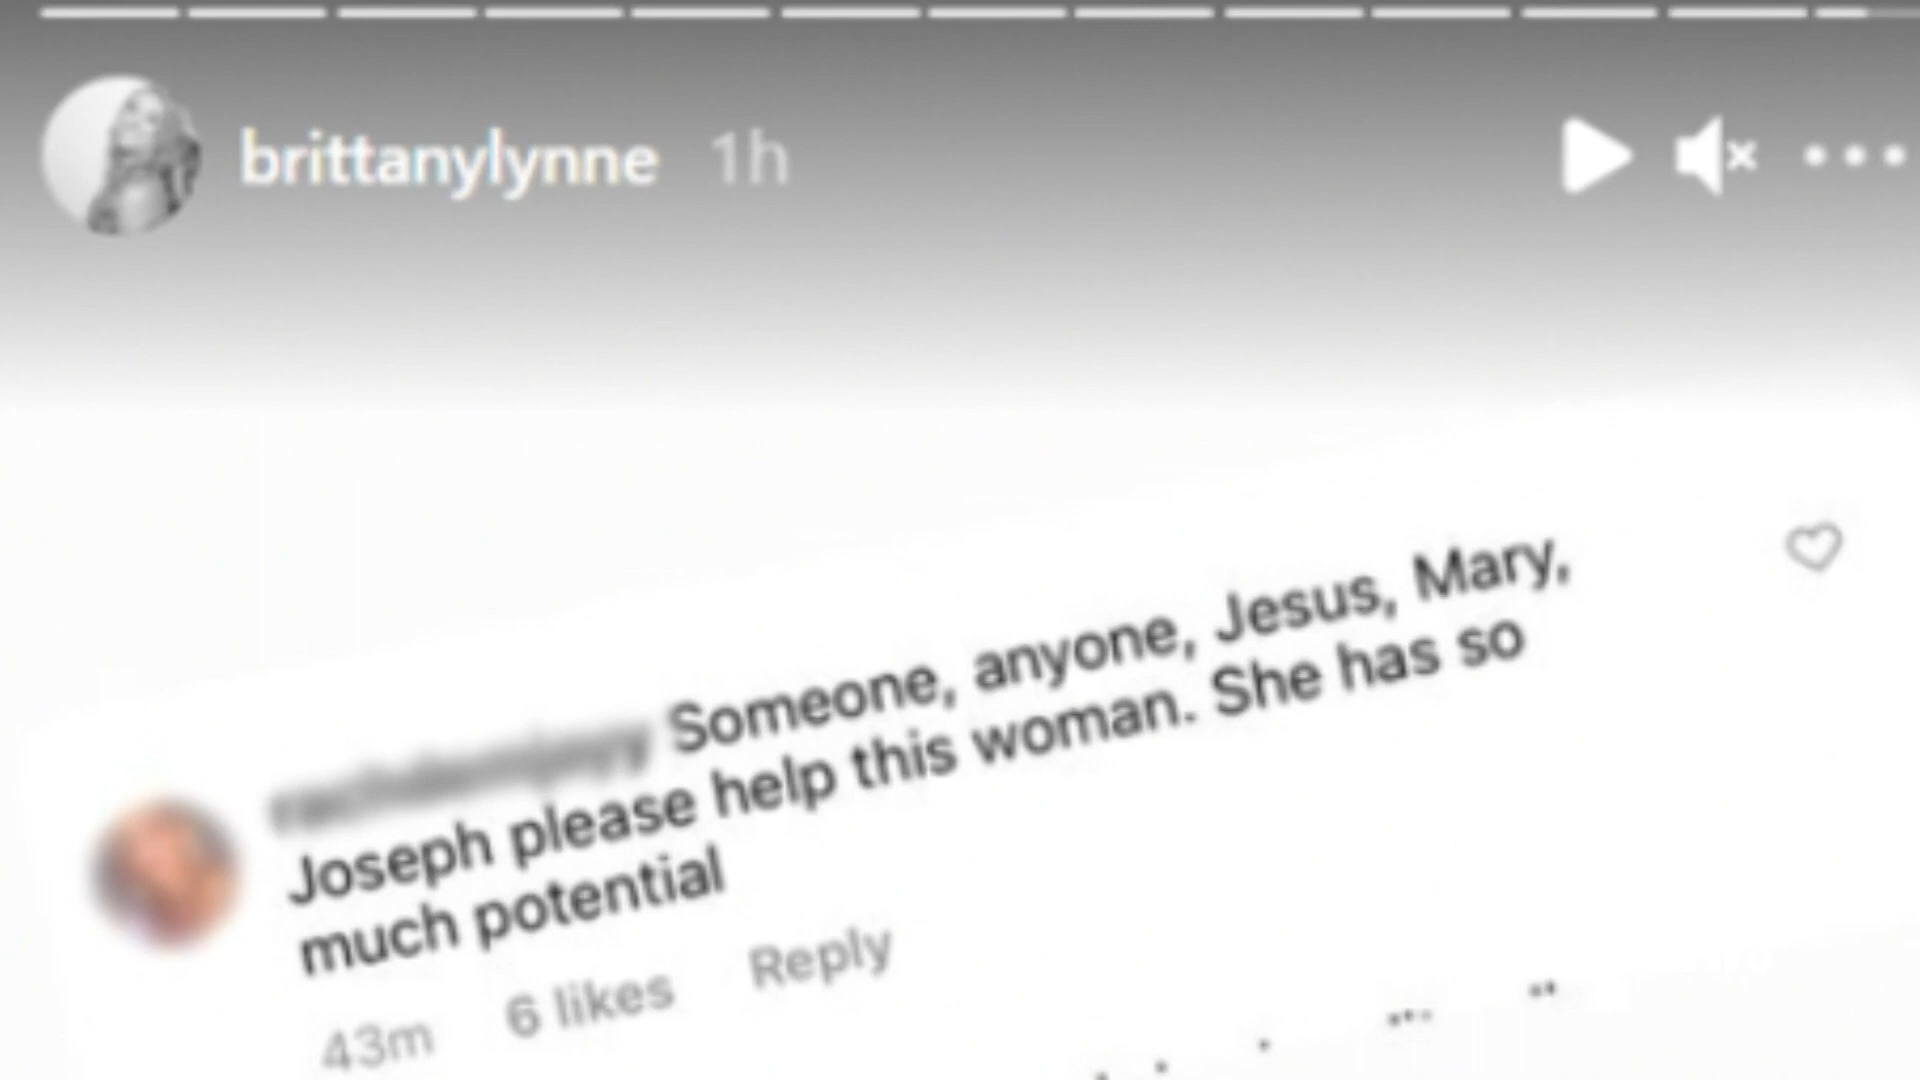 brittanylynne 1h
Someone, anyone, Jesus, Mary,
Joseph please help this woman. She has so
much potential
43m 6 likes Reply